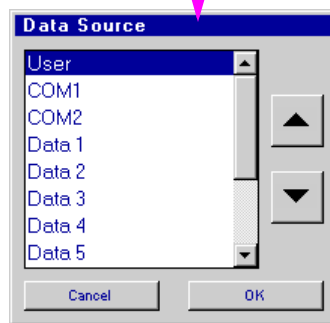 Data Source
User
COM1
COM2
Data 1
Data 2
Data 3
Data 4
Data 5
Cancel
OK